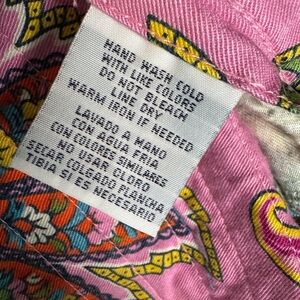 HAND WASH COLD
WITH LIKE COLORS
DO NOT BLEACH
LINE DRY
WARM IRON IF NEEDED
LAVADO A MANO
CON AGUA FRIA
CON COLORES SIMILARES
NO USAR CLORO
SECAR COLGADO PLANCHA
TIBIA SI ES NECESARIO